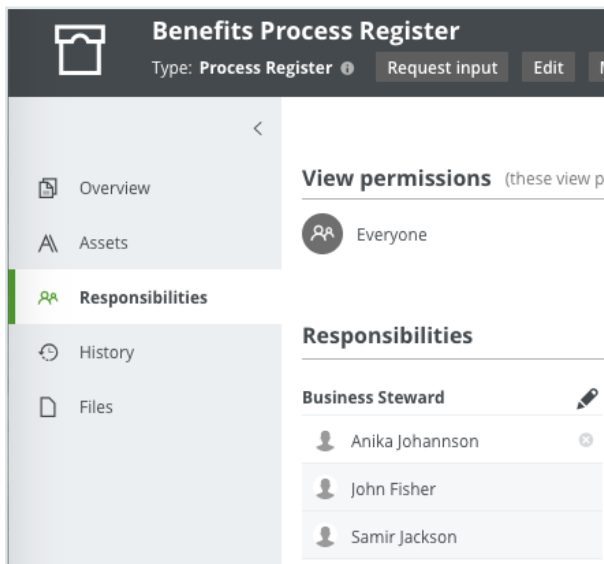 Benefits Process Register
Type: Process Register Request input Edit
View permissions (these view
Everyone
Overview
Assets
Responsibilities
History
Files
Responsibilities
Business Steward
Anika Johannson
John Fisher
Samir Jackson